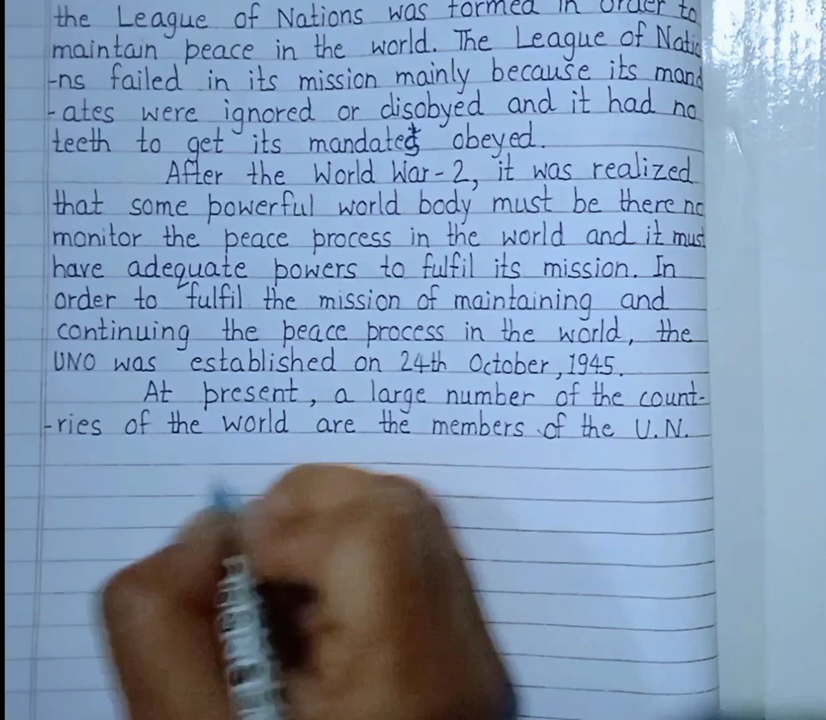 the League of Nations was formed in order to
maintain peace in the world. The League of Natio
-ns failed in its mission mainly because its mand
-ates were ignored or disobyed and it had no
teeth to get its mandates obeyed.
After the World War-2, it was realized
that some powerful world body must be there no
monitor the peace process in the world and it must
have adequate powers to fulfil its mission. In
order to fulfil the mission of maintaining and
continuing the peace process in the world, the
UNO was established on 24th October, 1945.
At present, a large number of the count-
-ries of the world are the members of the U.N.